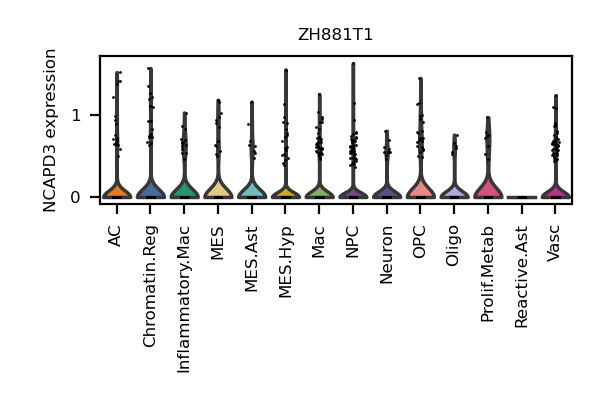 ZH881T1
NCAPD3 expression
1
0
AC
Chromatin.Reg
Inflammatory.Mac
MES
MES.Ast
MES.Hyp
Mac
NPC
Neuron
OPC
Oligo
Prolif.Metab
Reactive.Ast
Vasc